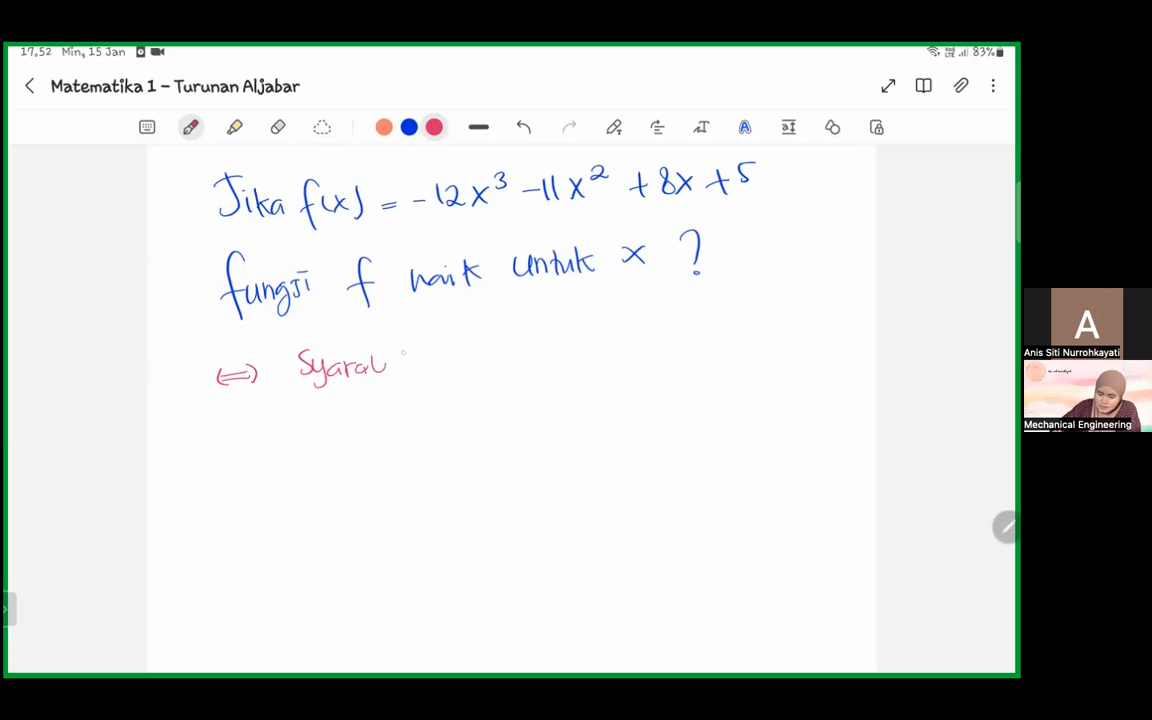 17.52 Min, 15 Jan
83%
Matematika 1 – Turunan Aljabar
Jika f(x) = -12x³ -11x² + 8x + 5
fungsi f naik untuk x ?
⇔ Syarat
A
Anis Siti Nurrohkayati
Mechanical Engineering